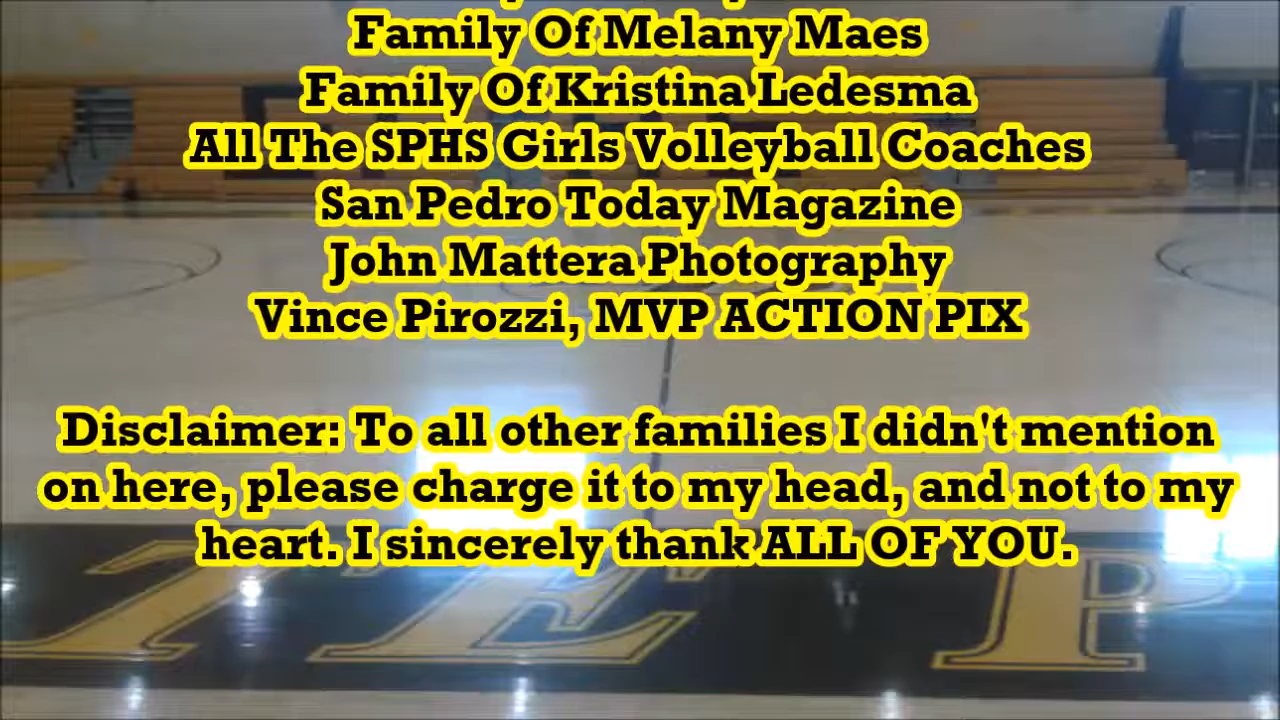 Family Of Melany Maes
Family Of Kristina Ledesma
All The SPHS Girls Volleyball Coaches
San Pedro Today Magazine
John Mattera Photography
Vince Pirozzi, MVP ACTION PIX
Disclaimer: To all other families I didn't mention
on here, please charge it to my head, and not to my
heart. I sincerely thank ALL OF YOU.
TE P